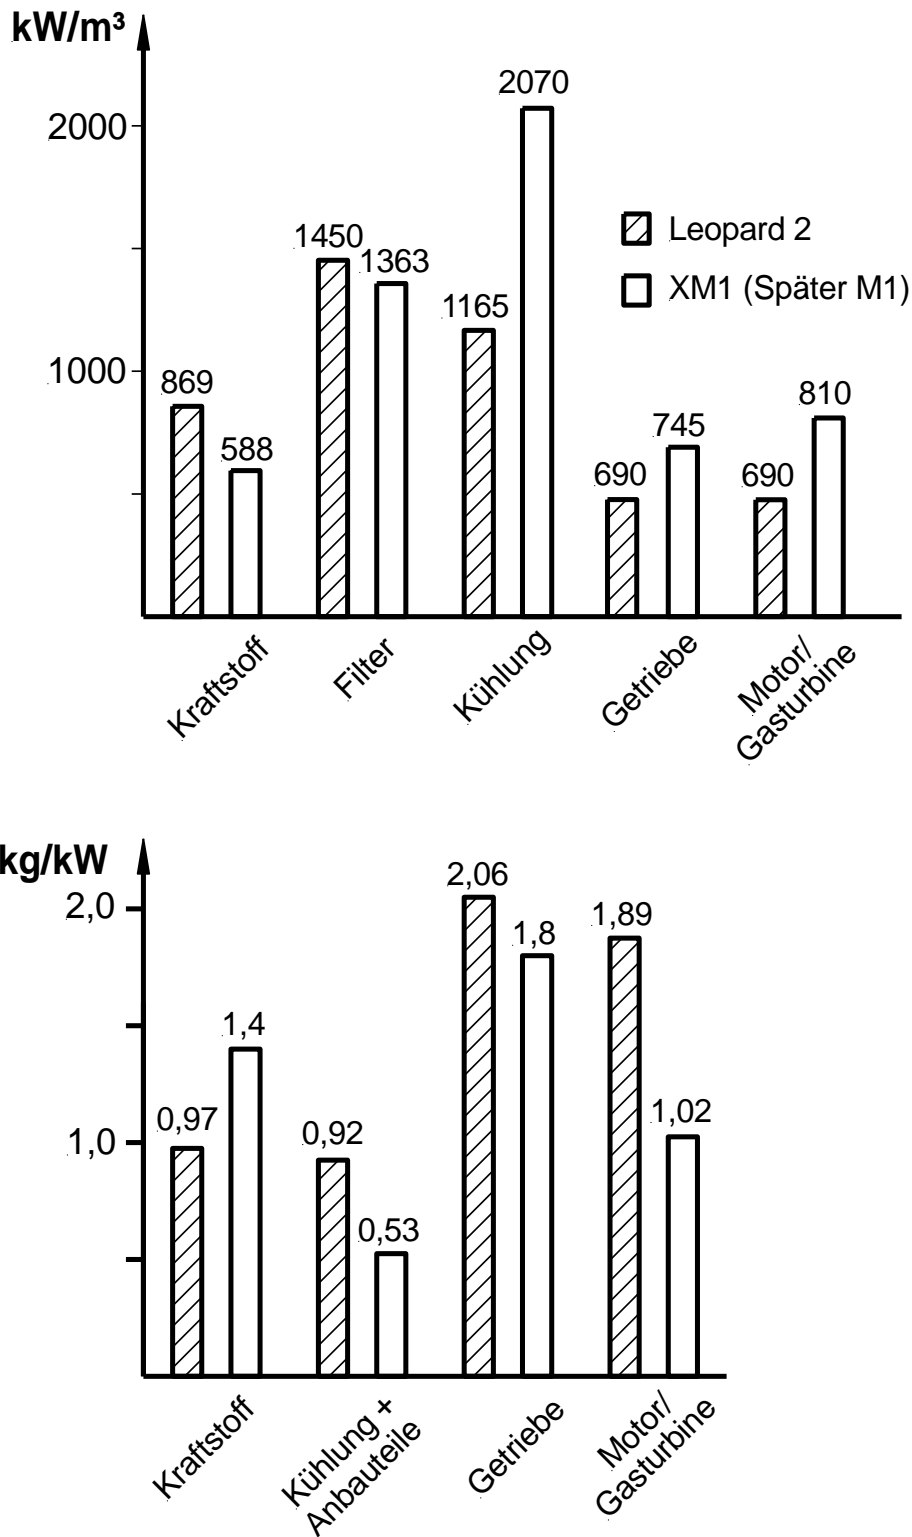 kW/m³
2070
2000
1450
1363
1165
Leopard 2
XM1 (Später M1)
1000
869
588
690
745
690
810
Kraftstoff
Filter
Kühlung
Getriebe
Motor/
Gasturbine
kg/kW
2,0
2,06
1,8
1,89
1,4
1,0
0,97
0,92
0,53
1,02
Kraftstoff
Kühlung +
Anbauteile
Getriebe
Motor/
Gasturbine